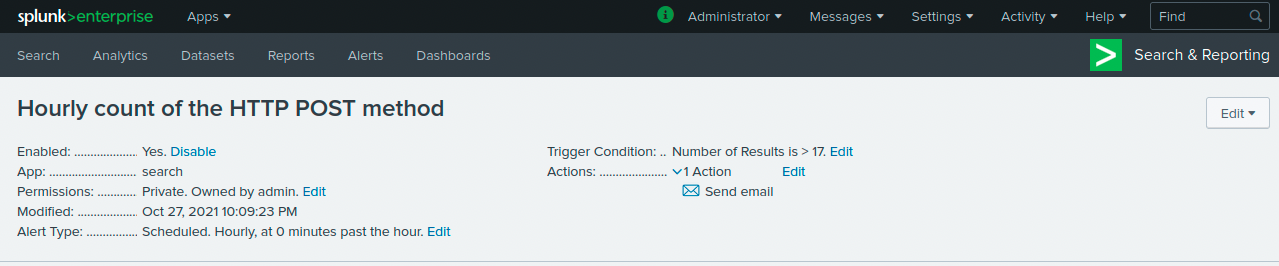 splunk>enterprise Apps Administrator Messages Settings Activity Help Find
Search Analytics Datasets Reports Alerts Dashboards Search & Reporting
Hourly count of the HTTP POST method Edit
Enabled: .................... Yes. Disable
App: ........................... search
Permissions: ............ Private. Owned by admin. Edit
Modified: ................... Oct 27, 2021 10:09:23 PM
Alert Type: ................ Scheduled. Hourly, at 0 minutes past the hour. Edit
Trigger Condition: .. Number of Results is > 17. Edit
Actions: ..................... 1 Action Edit
Send email